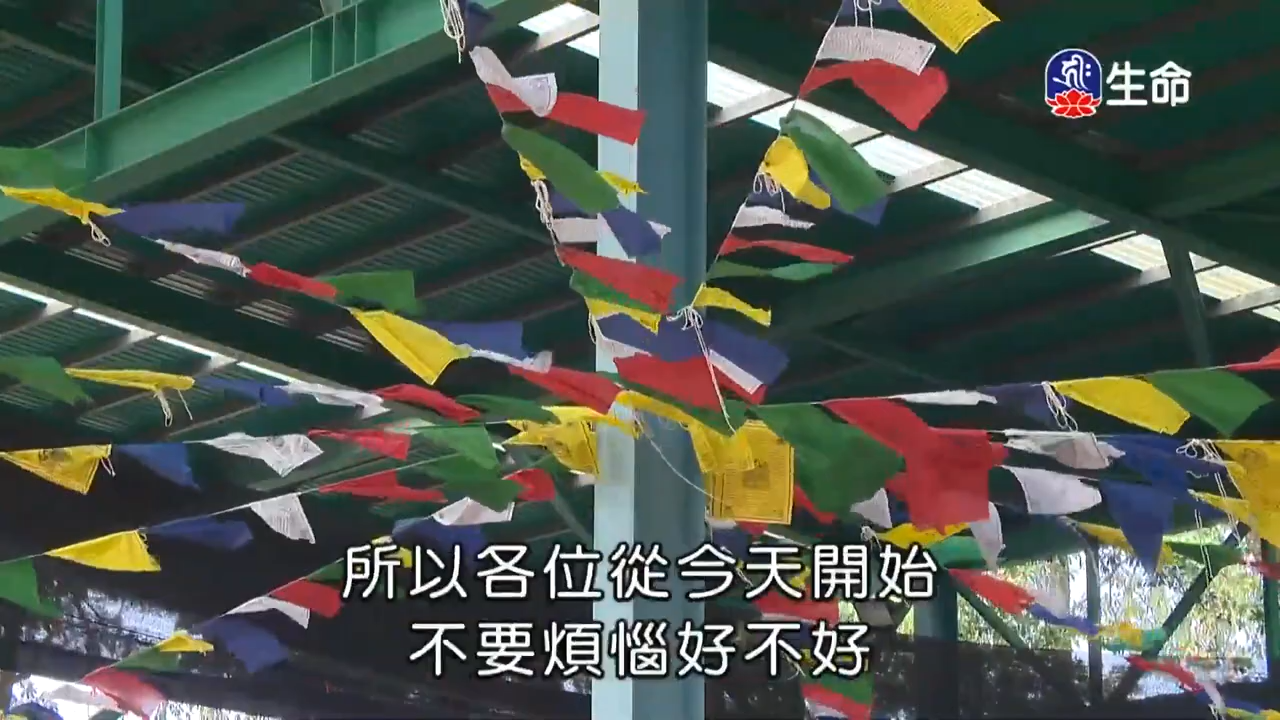 生命
所以各位從今天開始
不要煩惱好不好